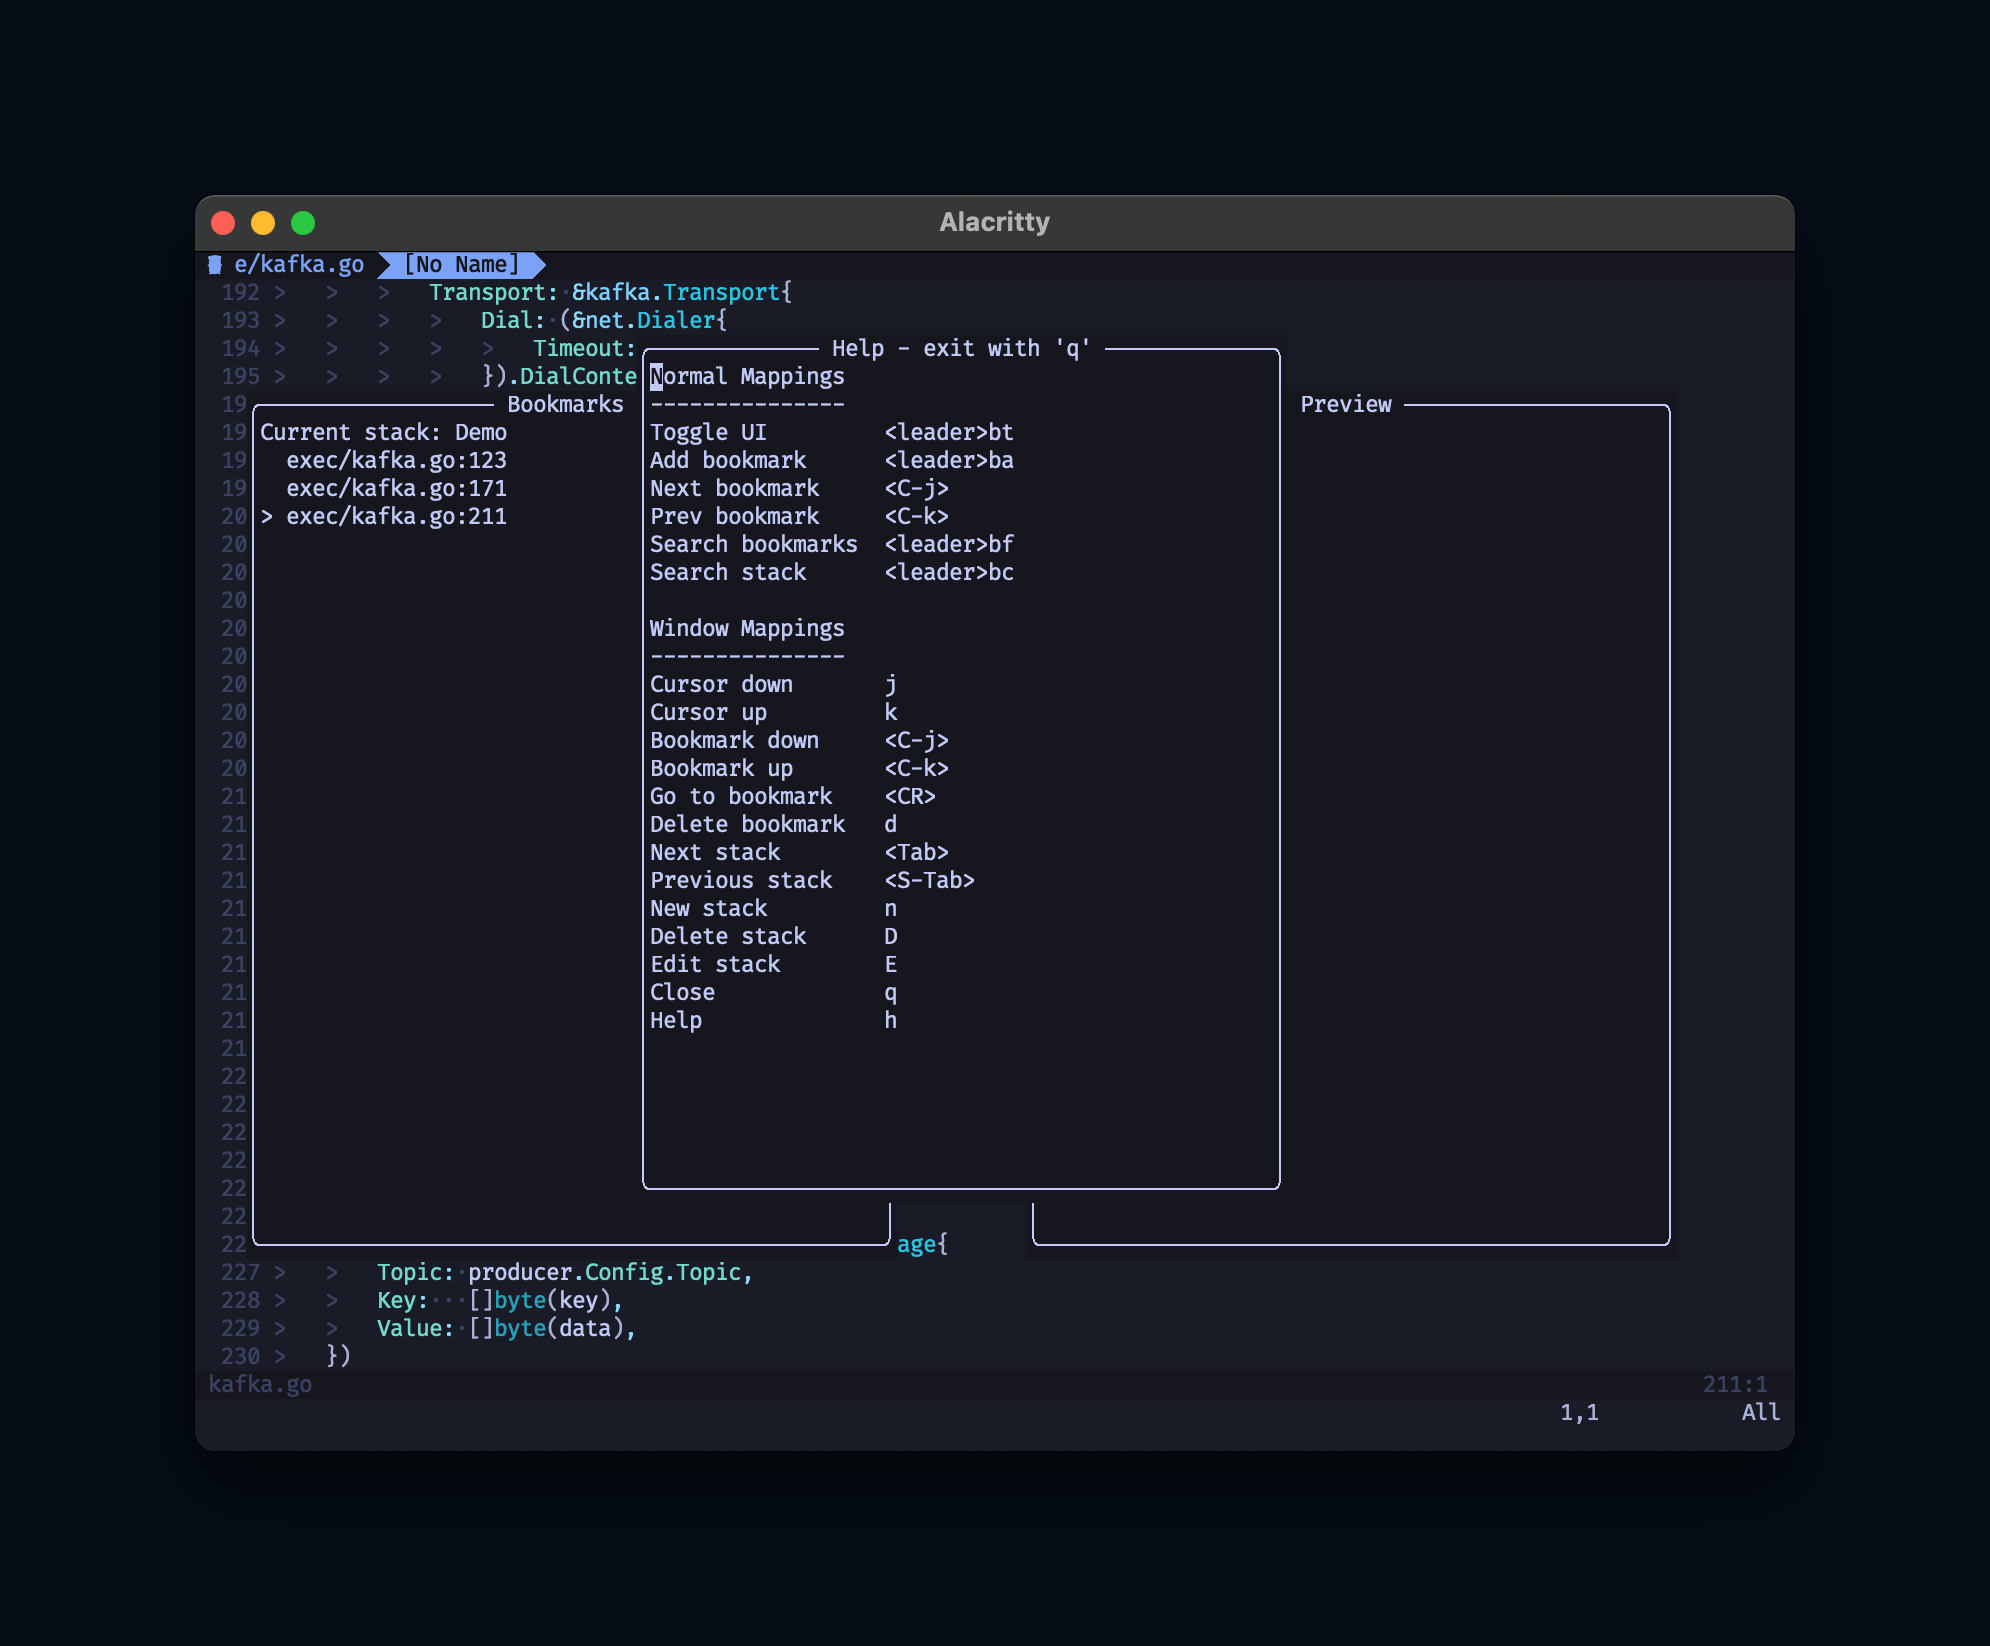 Alacritty
e/kafka.go [No Name]
192 > > > Transport: &kafka.Transport{
193 > > > > Dial: (&net.Dialer{
194 > > > > > Timeout:
195 > > > > }).DialConte
Help - exit with 'q'
Normal Mappings
---------------
Toggle UI <leader>bt
Add bookmark <leader>ba
Next bookmark <C-j>
Prev bookmark <C-k>
Search bookmarks <leader>bf
Search stack <leader>bc
Window Mappings
---------------
Cursor down j
Cursor up k
Bookmark down <C-j>
Bookmark up <C-k>
Go to bookmark <CR>
Delete bookmark d
Next stack <Tab>
Previous stack <S-Tab>
New stack n
Delete stack D
Edit stack E
Close q
Help h
19 Bookmarks
19 Current stack: Demo
19 exec/kafka.go:123
19 exec/kafka.go:171
20 > exec/kafka.go:211
20
20
20
20
20
20
20
20
20
21
21
21
21
21
21
21
21
21
21
22
22
22
22
22
22
22 age{
Preview
227 > > Topic: producer.Config.Topic,
228 > > Key:···[]byte(key),
229 > > Value: []byte(data),
230 > })
kafka.go 211:1
1,1 All